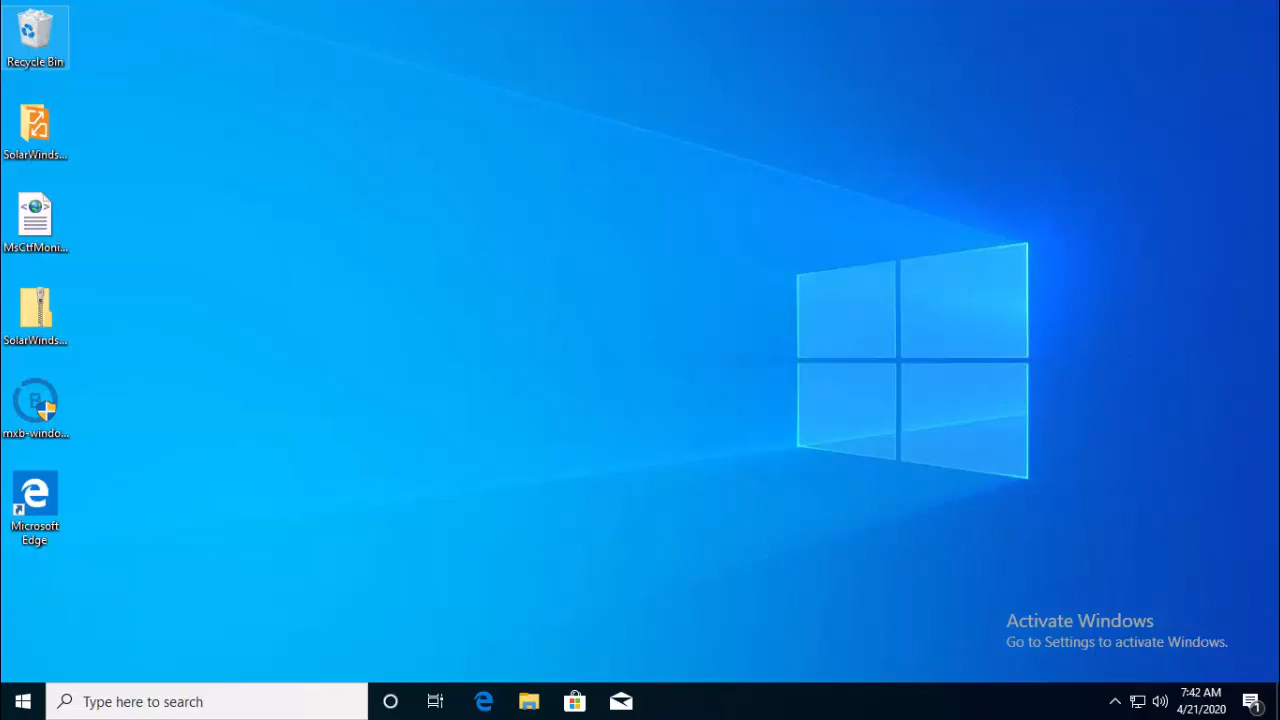 Recycle Bin
SolarWinds...
MsCtfMoni...
SolarWinds...
mxb-windo...
Microsoft
Edge
Activate Windows
Go to Settings to activate Windows.
Type here to search
7:42 AM
4/21/2020
1